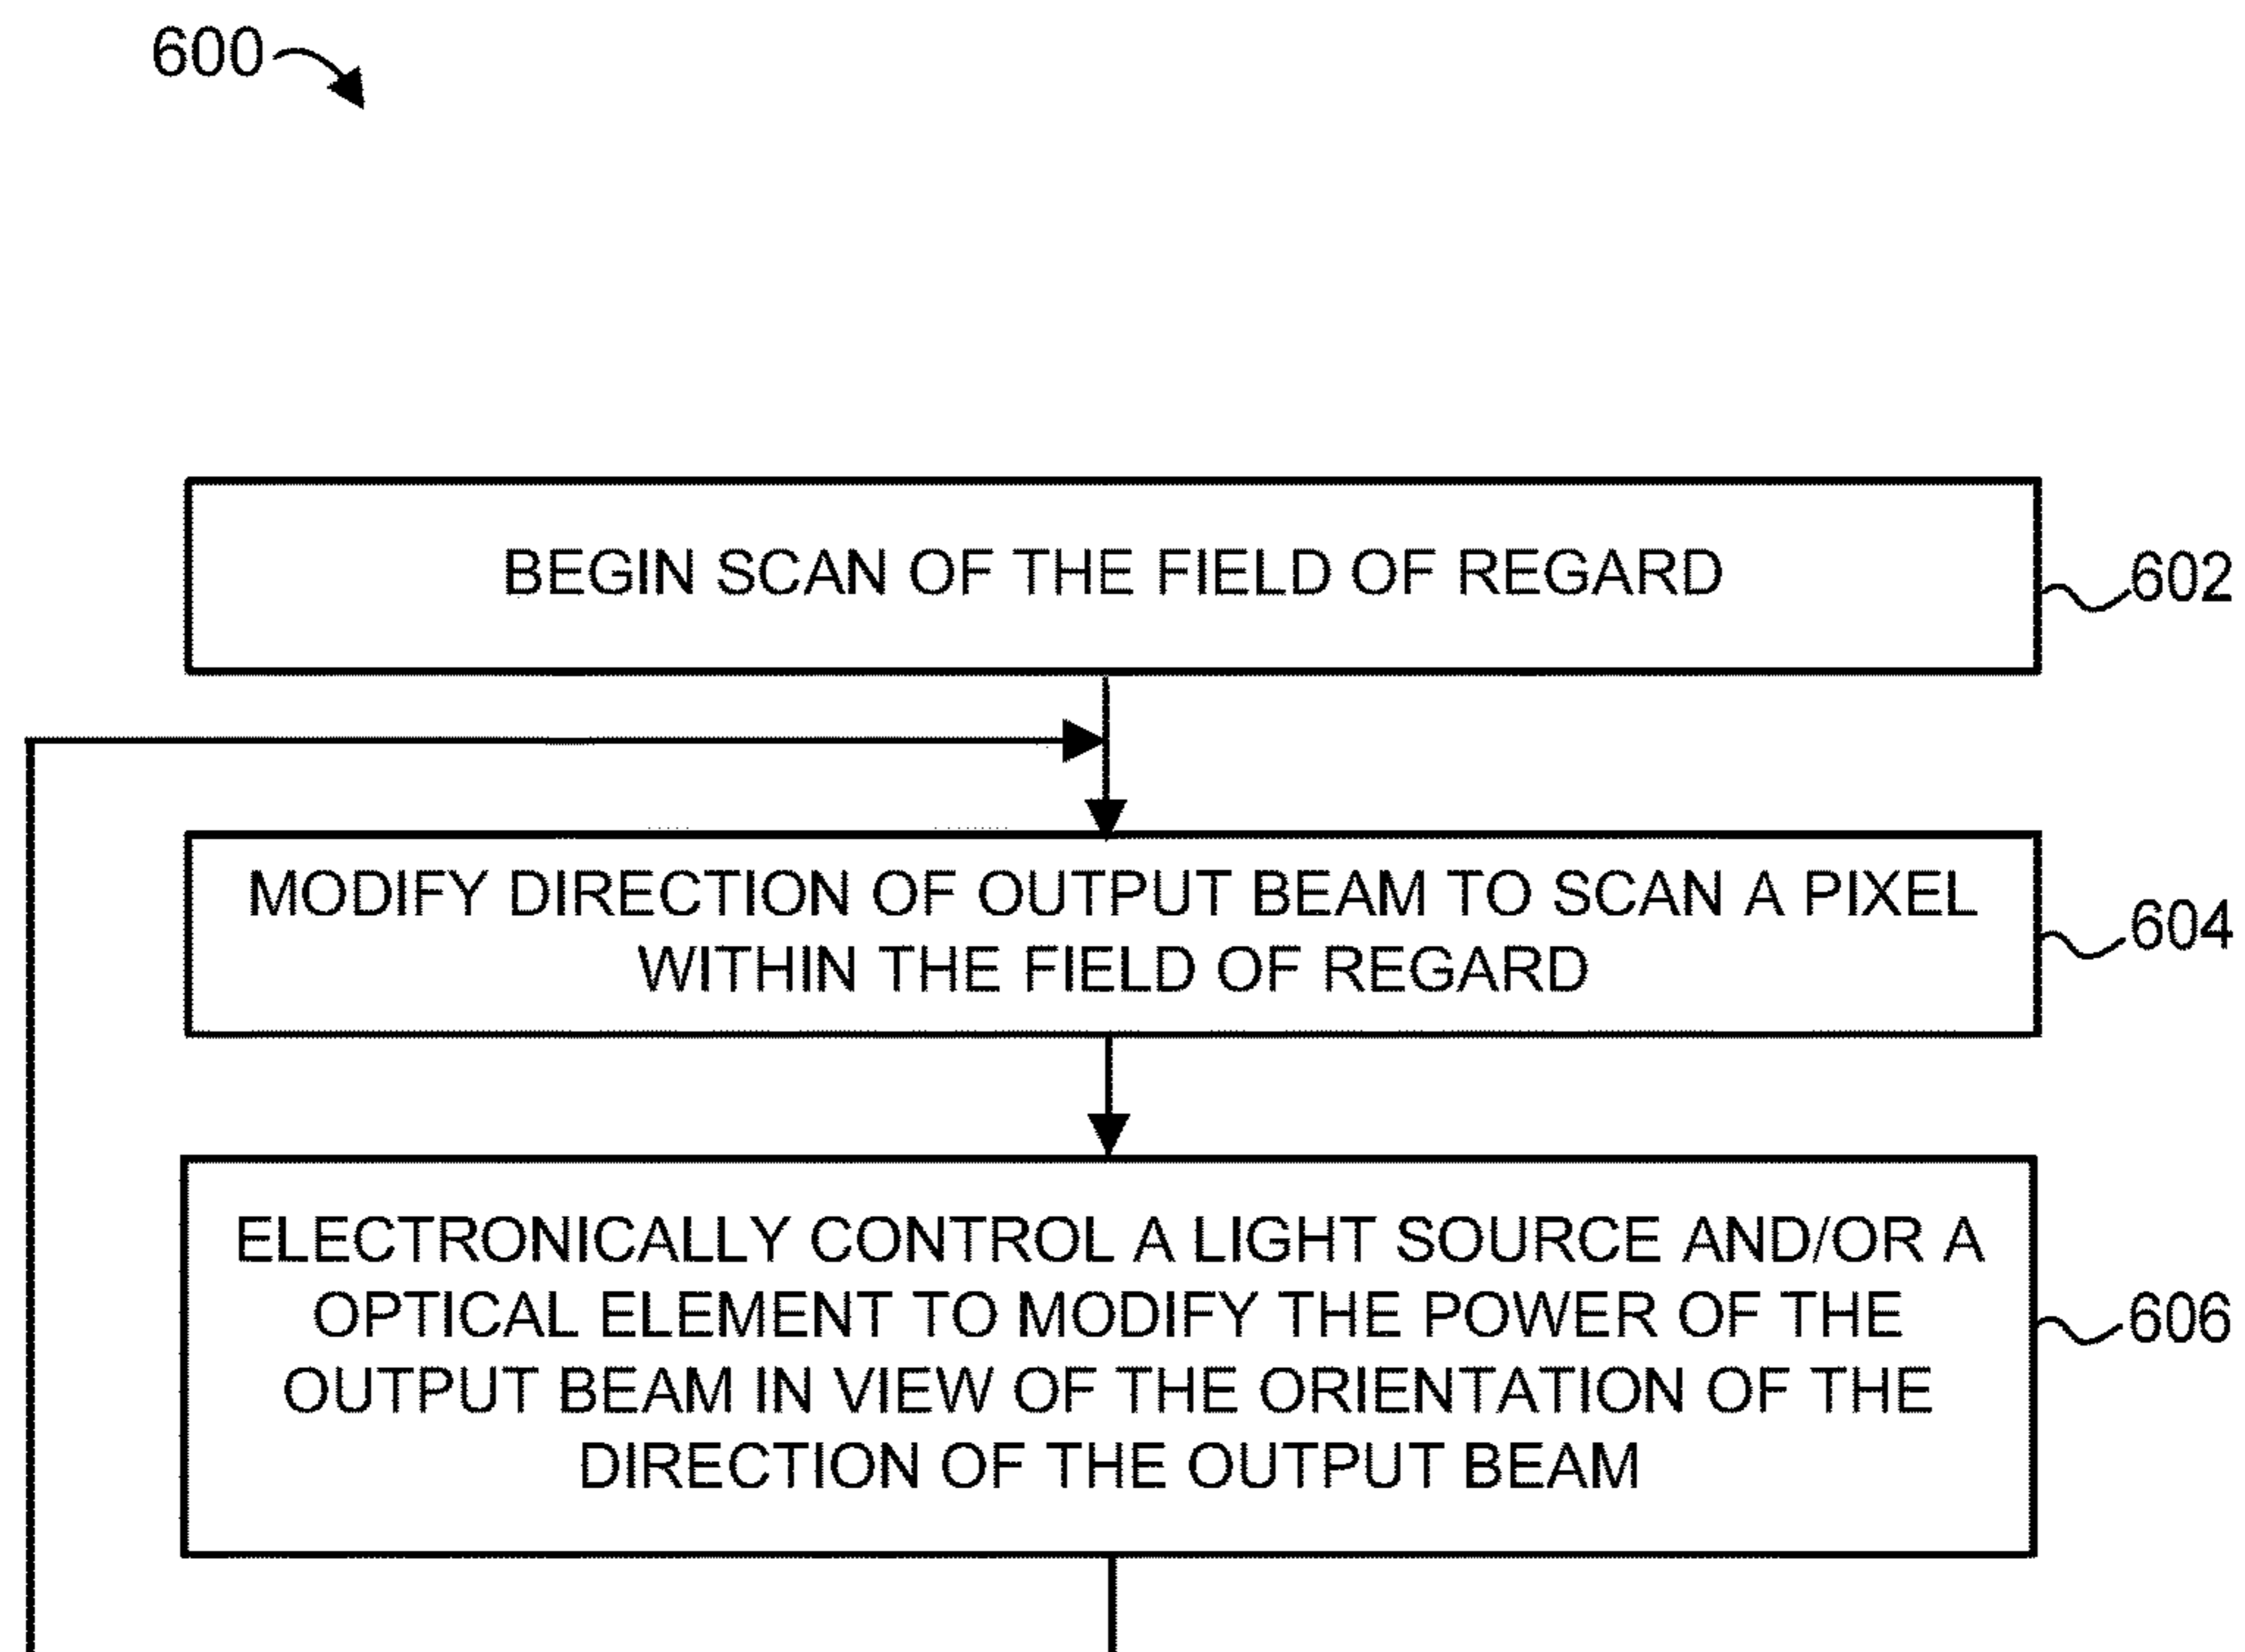 600
BEGIN SCAN OF THE FIELD OF REGARD
602
MODIFY DIRECTION OF OUTPUT BEAM TO SCAN A PIXEL
WITHIN THE FIELD OF REGARD
604
ELECTRONICALLY CONTROL A LIGHT SOURCE AND/OR A
OPTICAL ELEMENT TO MODIFY THE POWER OF THE
OUTPUT BEAM IN VIEW OF THE ORIENTATION OF THE
DIRECTION OF THE OUTPUT BEAM
606